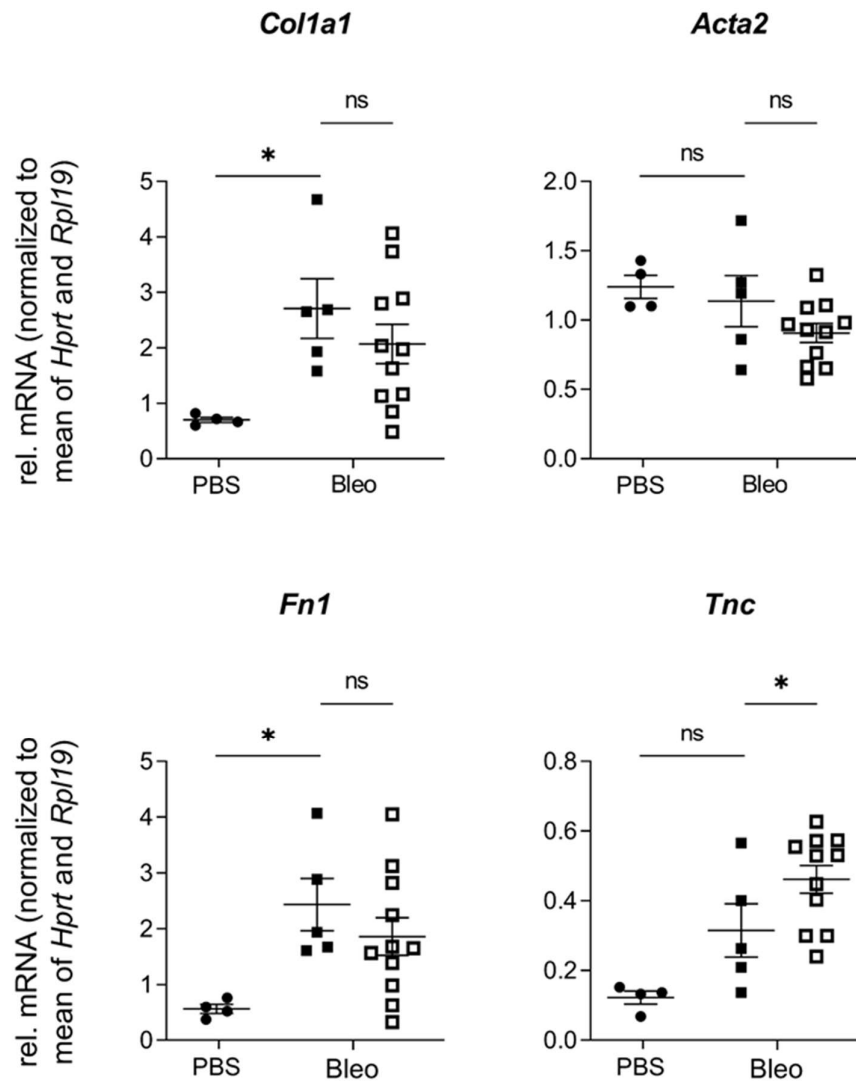 Col1a1
Acta2
ns
ns
*
ns
rel. mRNA (normalized to
mean of Hprt and Rpl19)
5
4
3
2
1
0
PBS
Bleo
2.0
1.5
1.0
0.5
0.0
PBS
Bleo
Fn1
Tnc
ns
*
*
ns
rel. mRNA (normalized to
mean of Hprt and Rpl19)
5
4
3
2
1
0
PBS
Bleo
0.8
0.6
0.4
0.2
0.0
PBS
Bleo